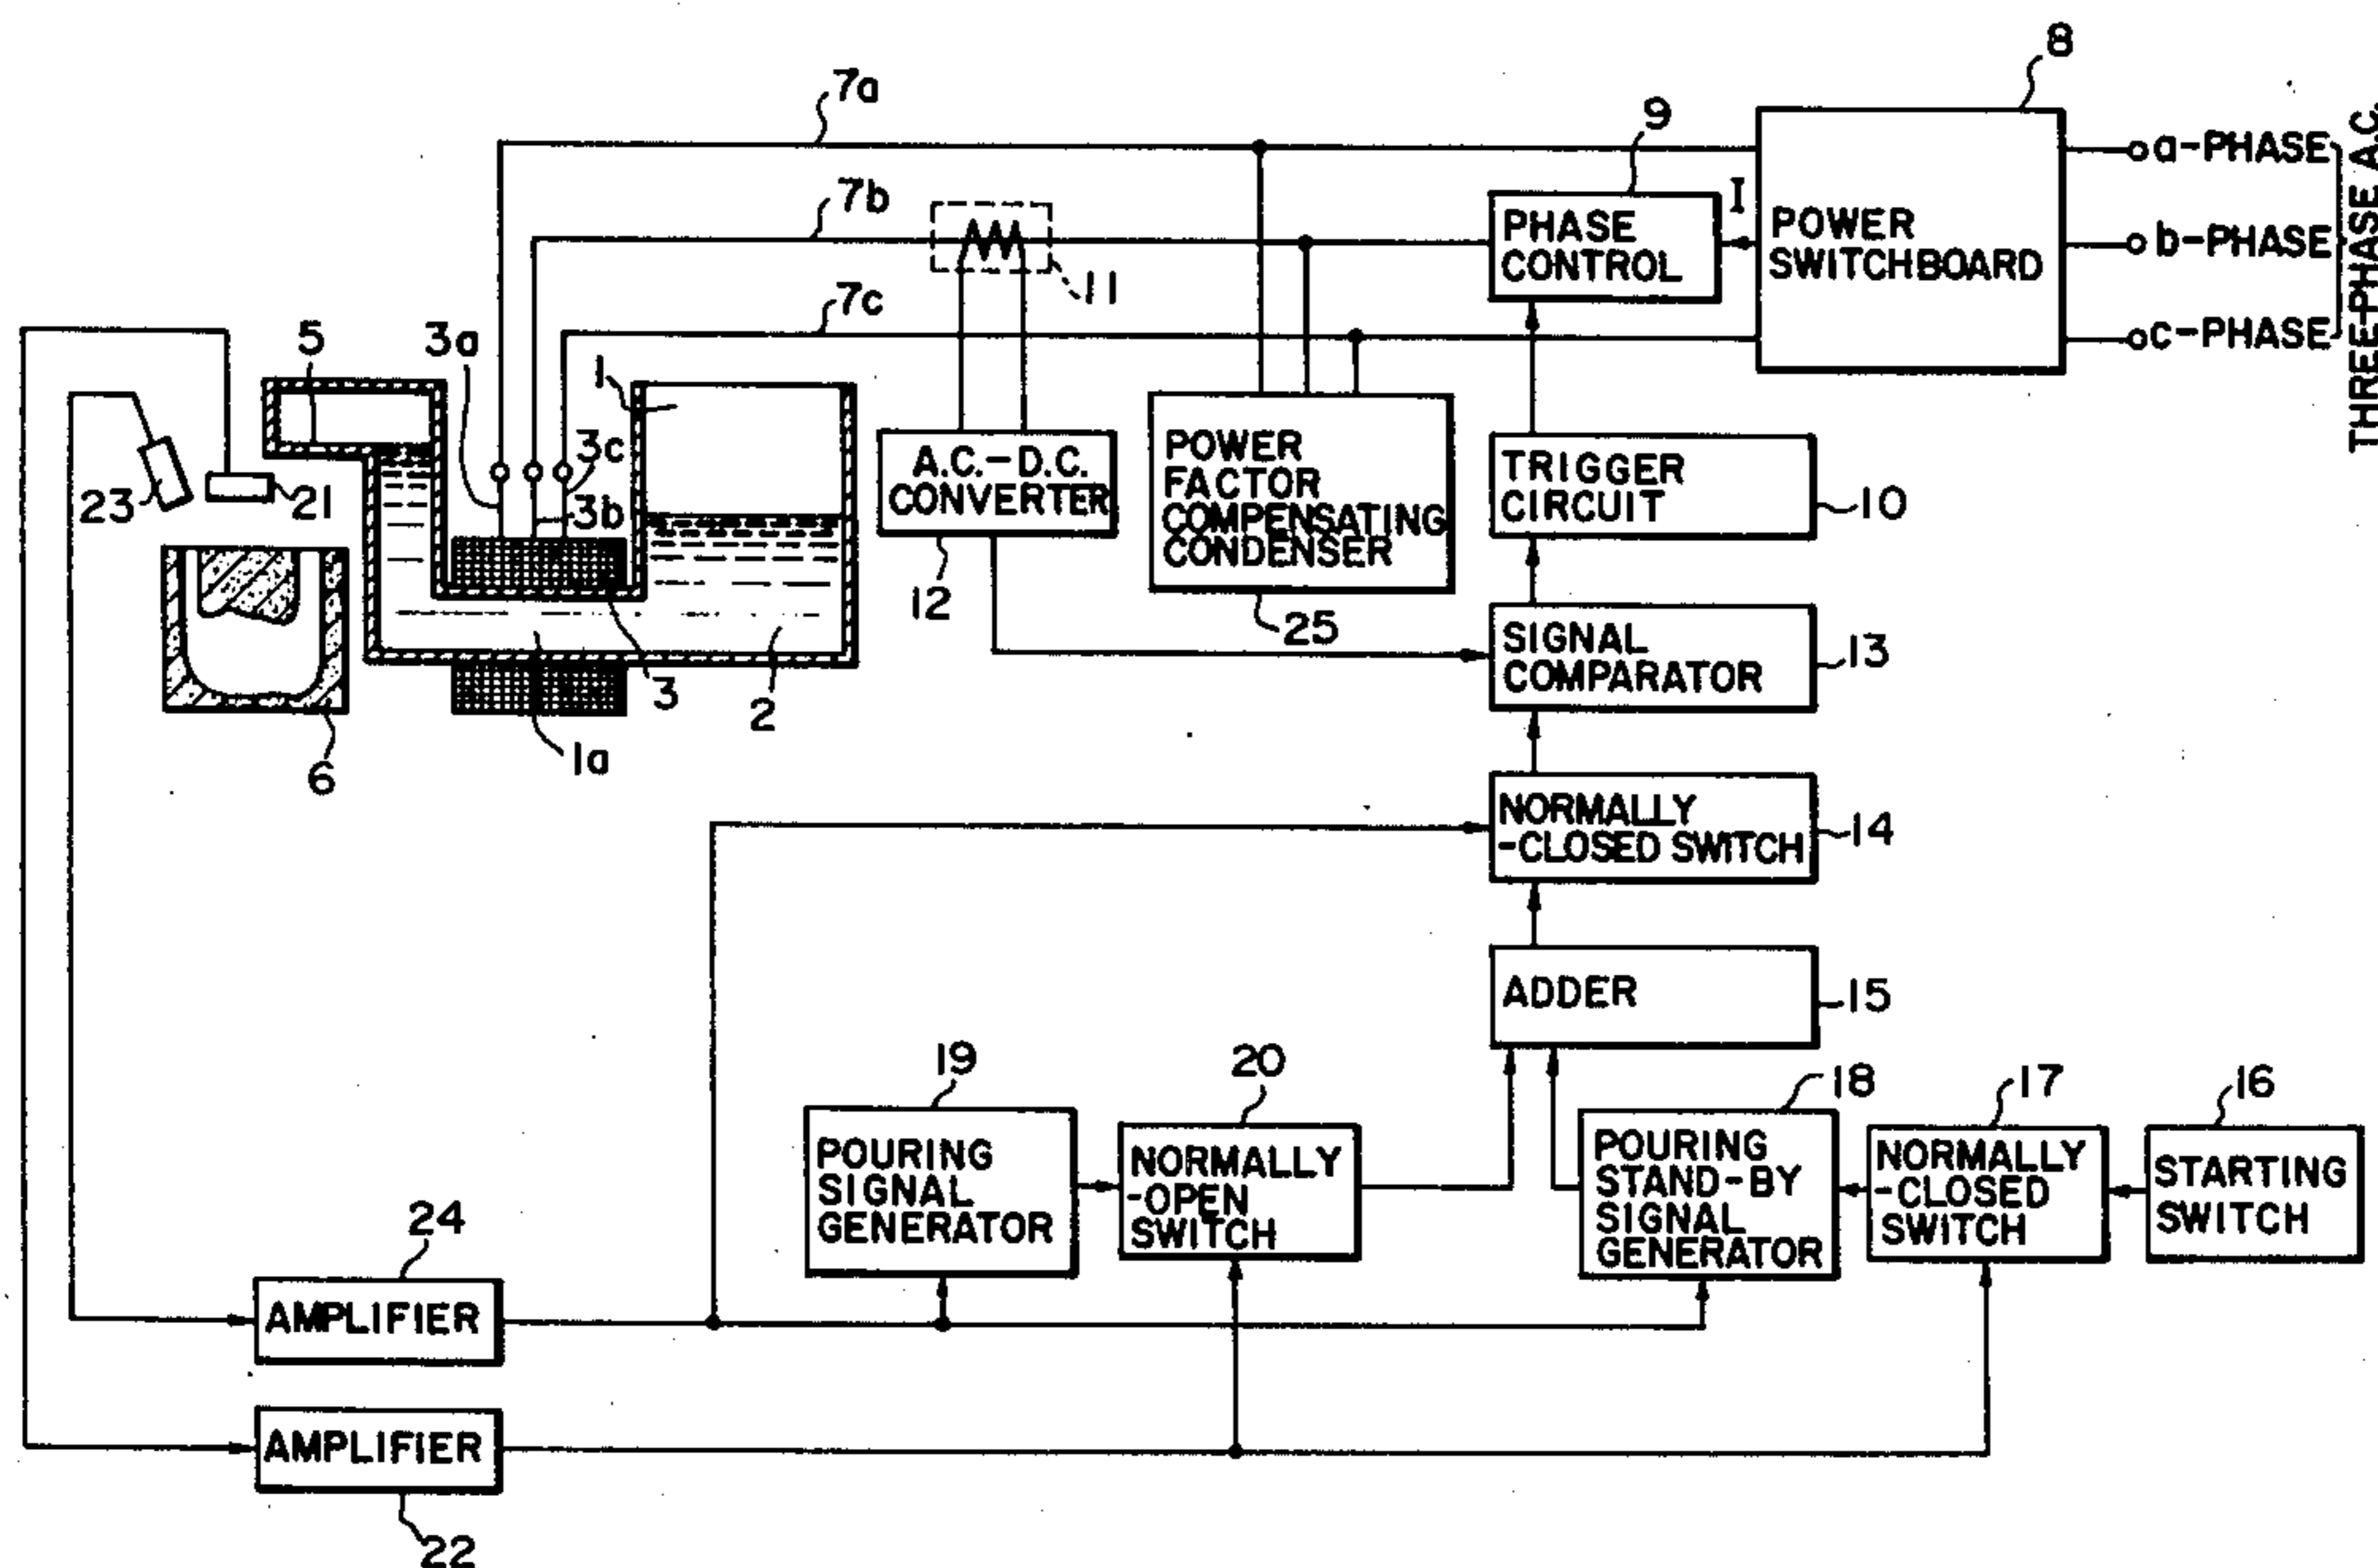 8
7a
9
a-PHASE
7b
I
PHASE
CONTROL
POWER
SWITCHBOARD
b-PHASE
THREE-PHASE A.C.
11
7c
c-PHASE
5
3a
1
3c
A.C.-D.C.
CONVERTER
POWER
FACTOR
COMPENSATING
CONDENSER
TRIGGER
CIRCUIT
10
23
21
3b
12
25
SIGNAL
COMPARATOR
13
3
2
6
1a
NORMALLY
-CLOSED SWITCH
14
ADDER
15
19
20
18
17
16
POURING
SIGNAL
GENERATOR
NORMALLY
-OPEN
SWITCH
POURING
STAND-BY
SIGNAL
GENERATOR
NORMALLY
-CLOSED
SWITCH
STARTING
SWITCH
24
AMPLIFIER
AMPLIFIER
22